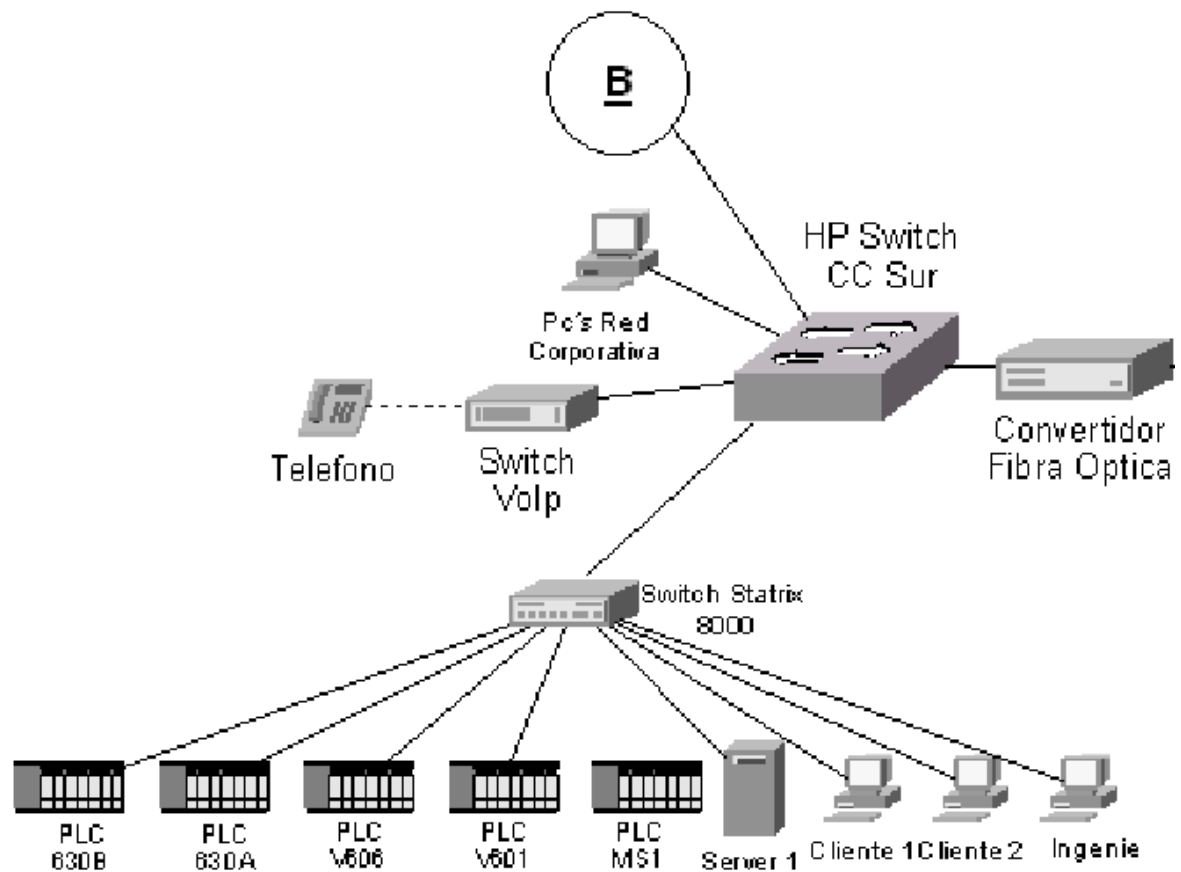 B
HP Switch
CC Sur
Pc's Red
Corporativa
Telefono
Switch
VoIp
Convertidor
Fibra Optica
Switch Statrix
8000
PLC
630B
PLC
630A
PLC
V606
PLC
V601
PLC
MS1
Server 1
Cliente 1
Cliente 2
Ingenie